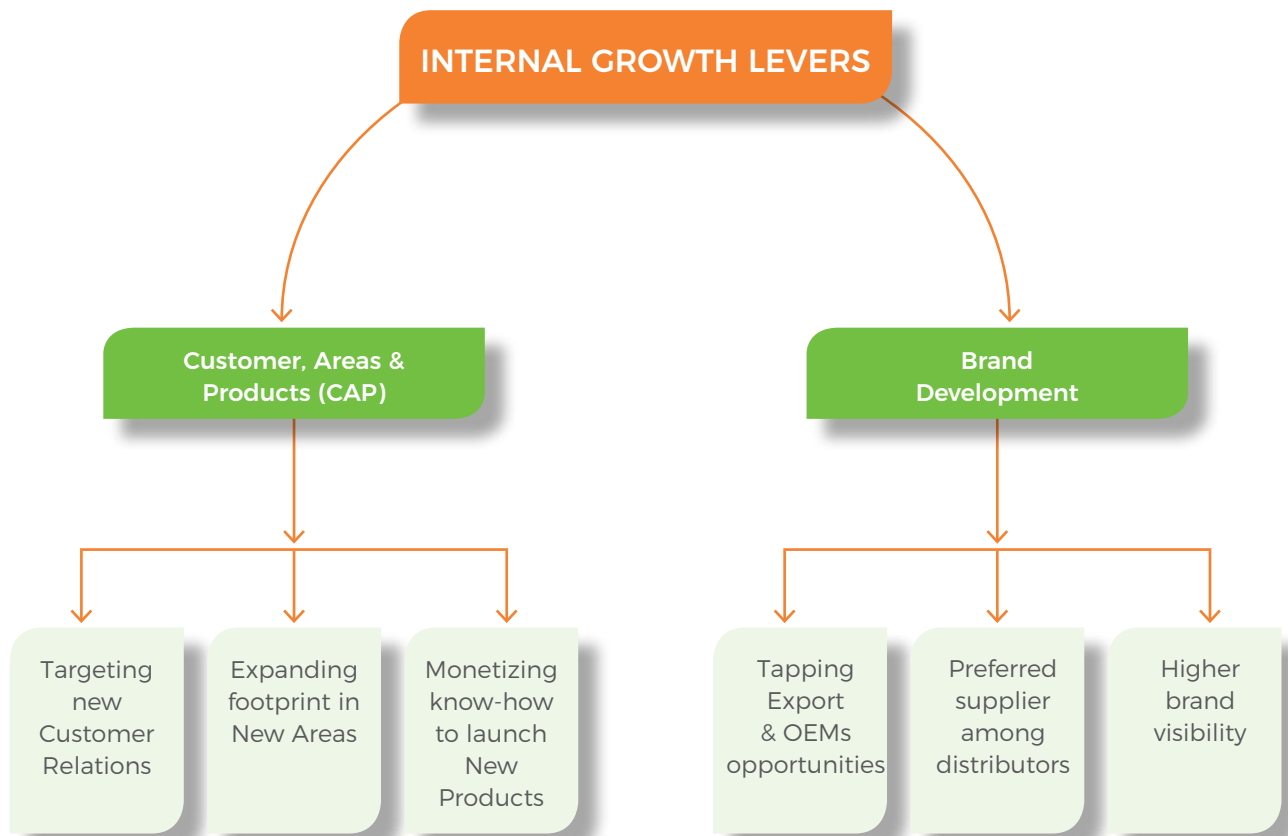 INTERNAL GROWTH LEVERS
Customer, Areas &
Products (CAP)
Brand
Development
Targeting
new
Customer
Relations
Expanding
footprint in
New Areas
Monetizing
know-how
to launch
New
Products
Tapping
Export
& OEMs
opportunities
Preferred
supplier
among
distributors
Higher
brand
visibility